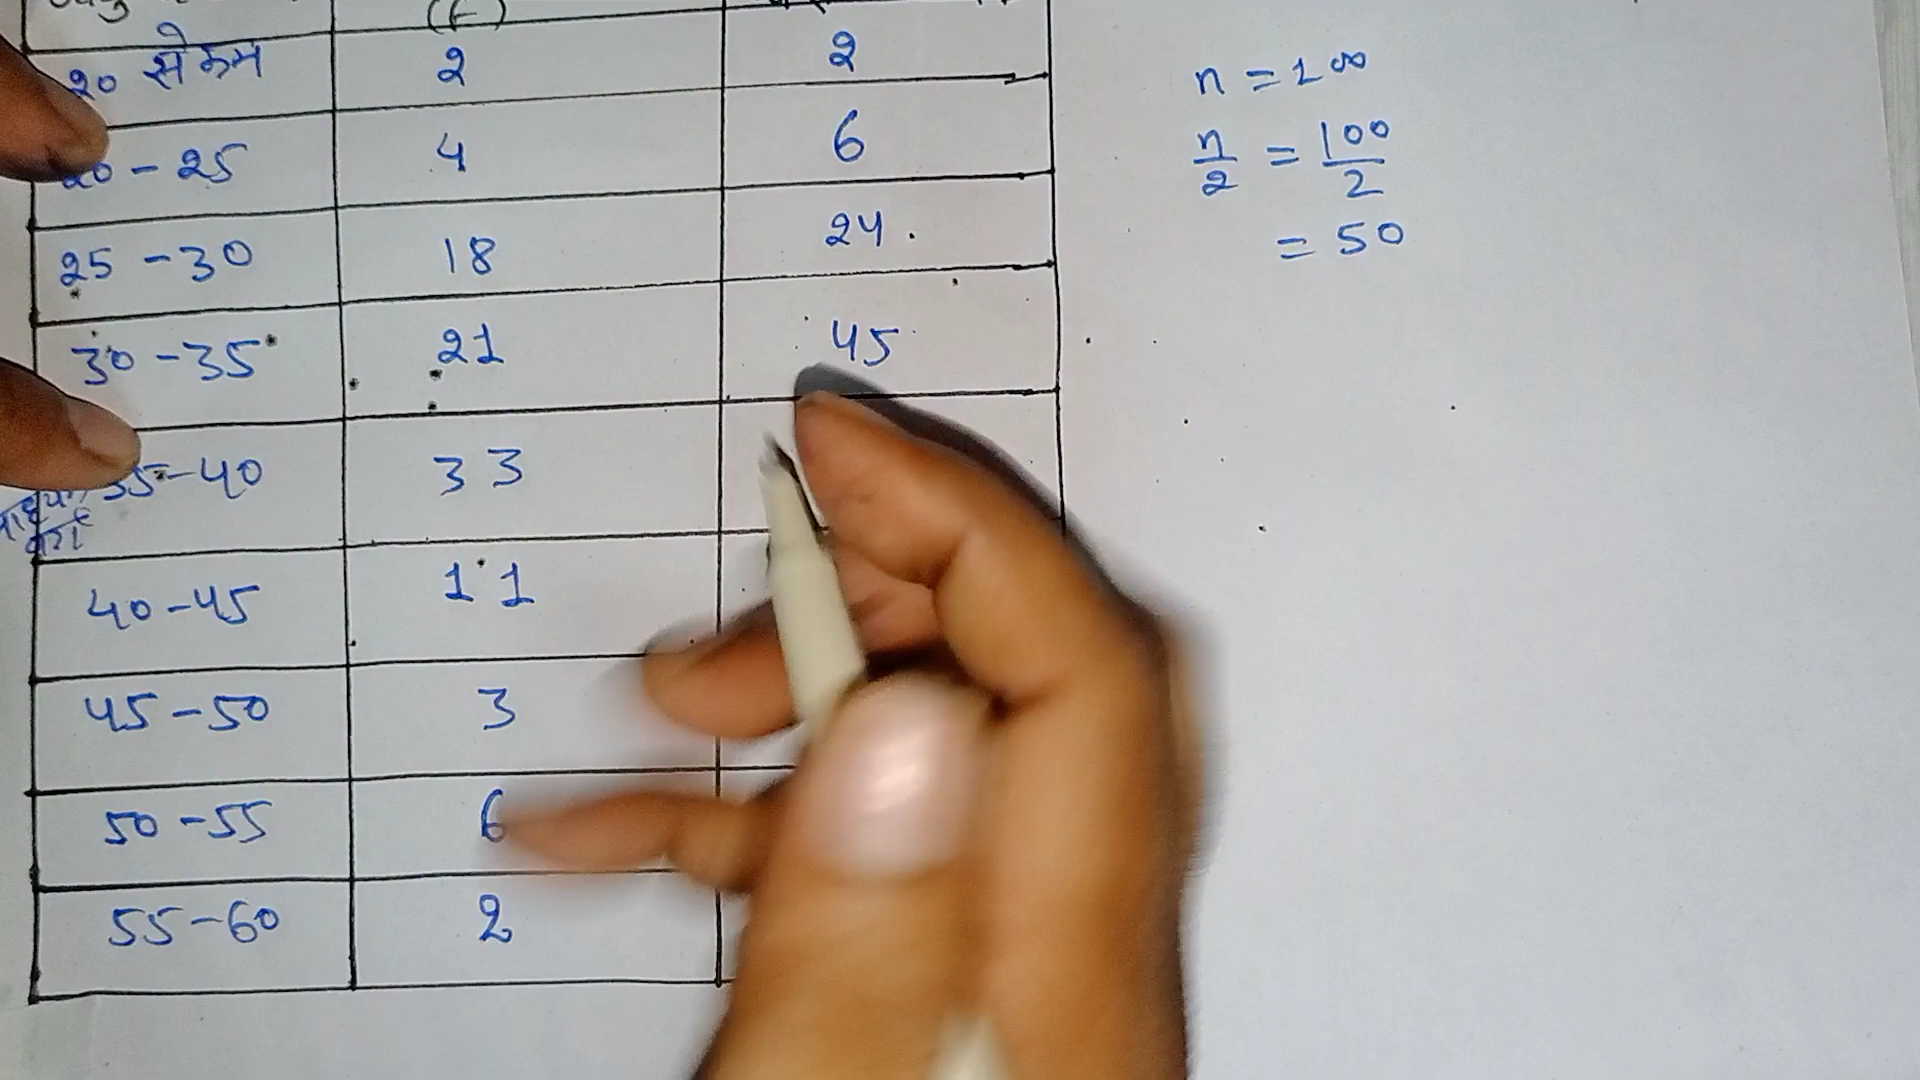 (f)
20 से कम 2 2
20 - 25 4 6
25 - 30 18 24.
30 - 35 21 45
35 - 40 33
40 - 45 11
45 - 50 3
50 - 55 6
55 - 60 2
n = 100
n/2 = 100/2
= 50